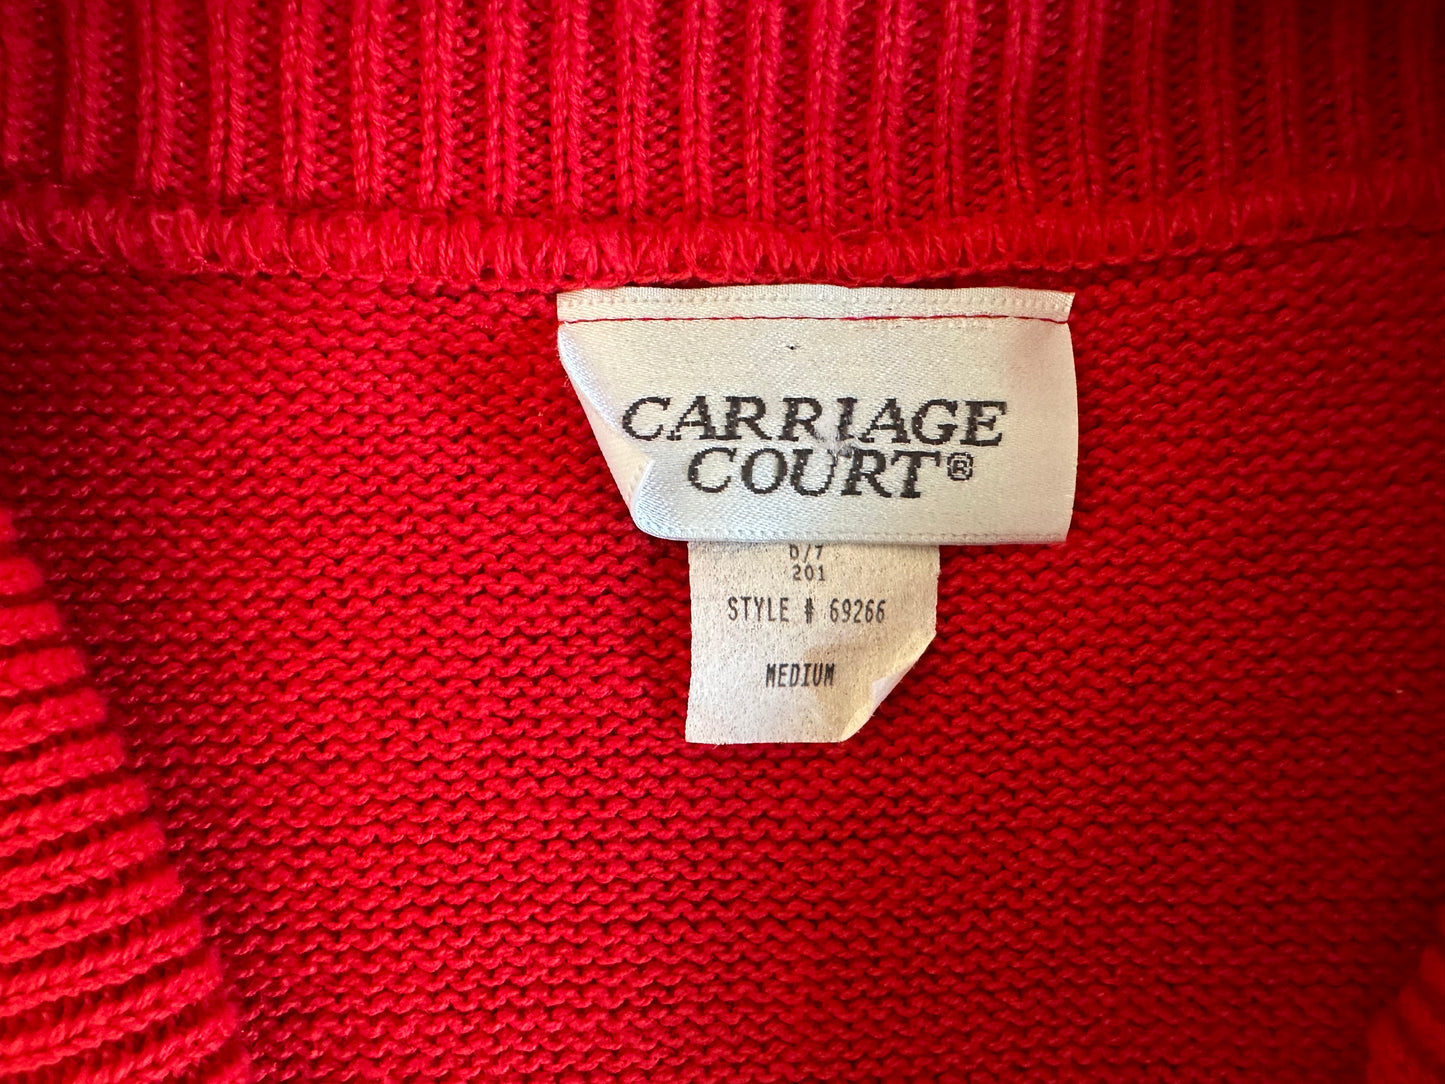 CARRIAGE
COURT®
201
STYLE # 69266
MEDIUM